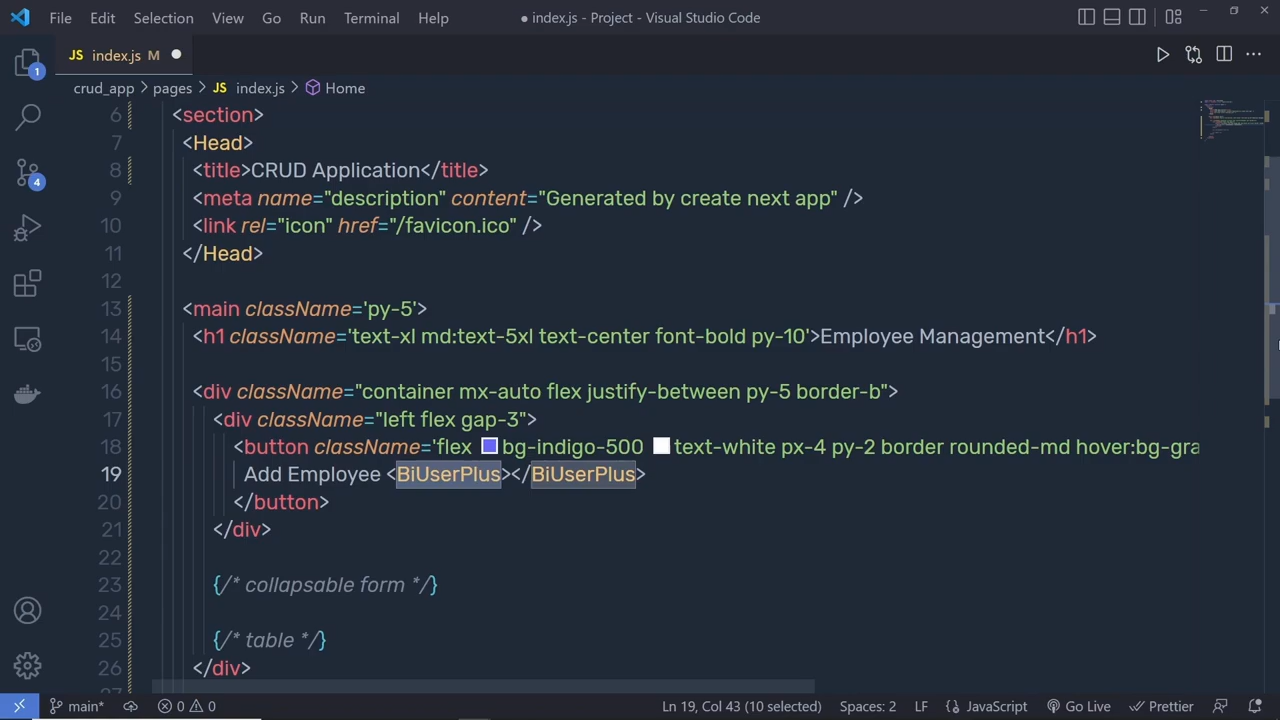 File Edit Selection View Go Run Terminal Help ● index.js - Project - Visual Studio Code
JS index.js M
crud_app > pages > JS index.js > Home
6 <section>
7 <Head>
8 <title>CRUD Application</title>
9 <meta name="description" content="Generated by create next app" />
10 <link rel="icon" href="/favicon.ico" />
11 </Head>
12
13 <main className='py-5'>
14 <h1 className='text-xl md:text-5xl text-center font-bold py-10'>Employee Management</h1>
15
16 <div className="container mx-auto flex justify-between py-5 border-b">
17 <div className="left flex gap-3">
18 <button className='flex bg-indigo-500 text-white px-4 py-2 border rounded-md hover:bg-gra
19 Add Employee <BiUserPlus></BiUserPlus>
20 </button>
21 </div>
22
23 {/* collapsable form */}
24
25 {/* table */}
26 </div>
1
4
main* 0 0 Ln 19, Col 43 (10 selected) Spaces: 2 LF {} JavaScript Go Live Prettier